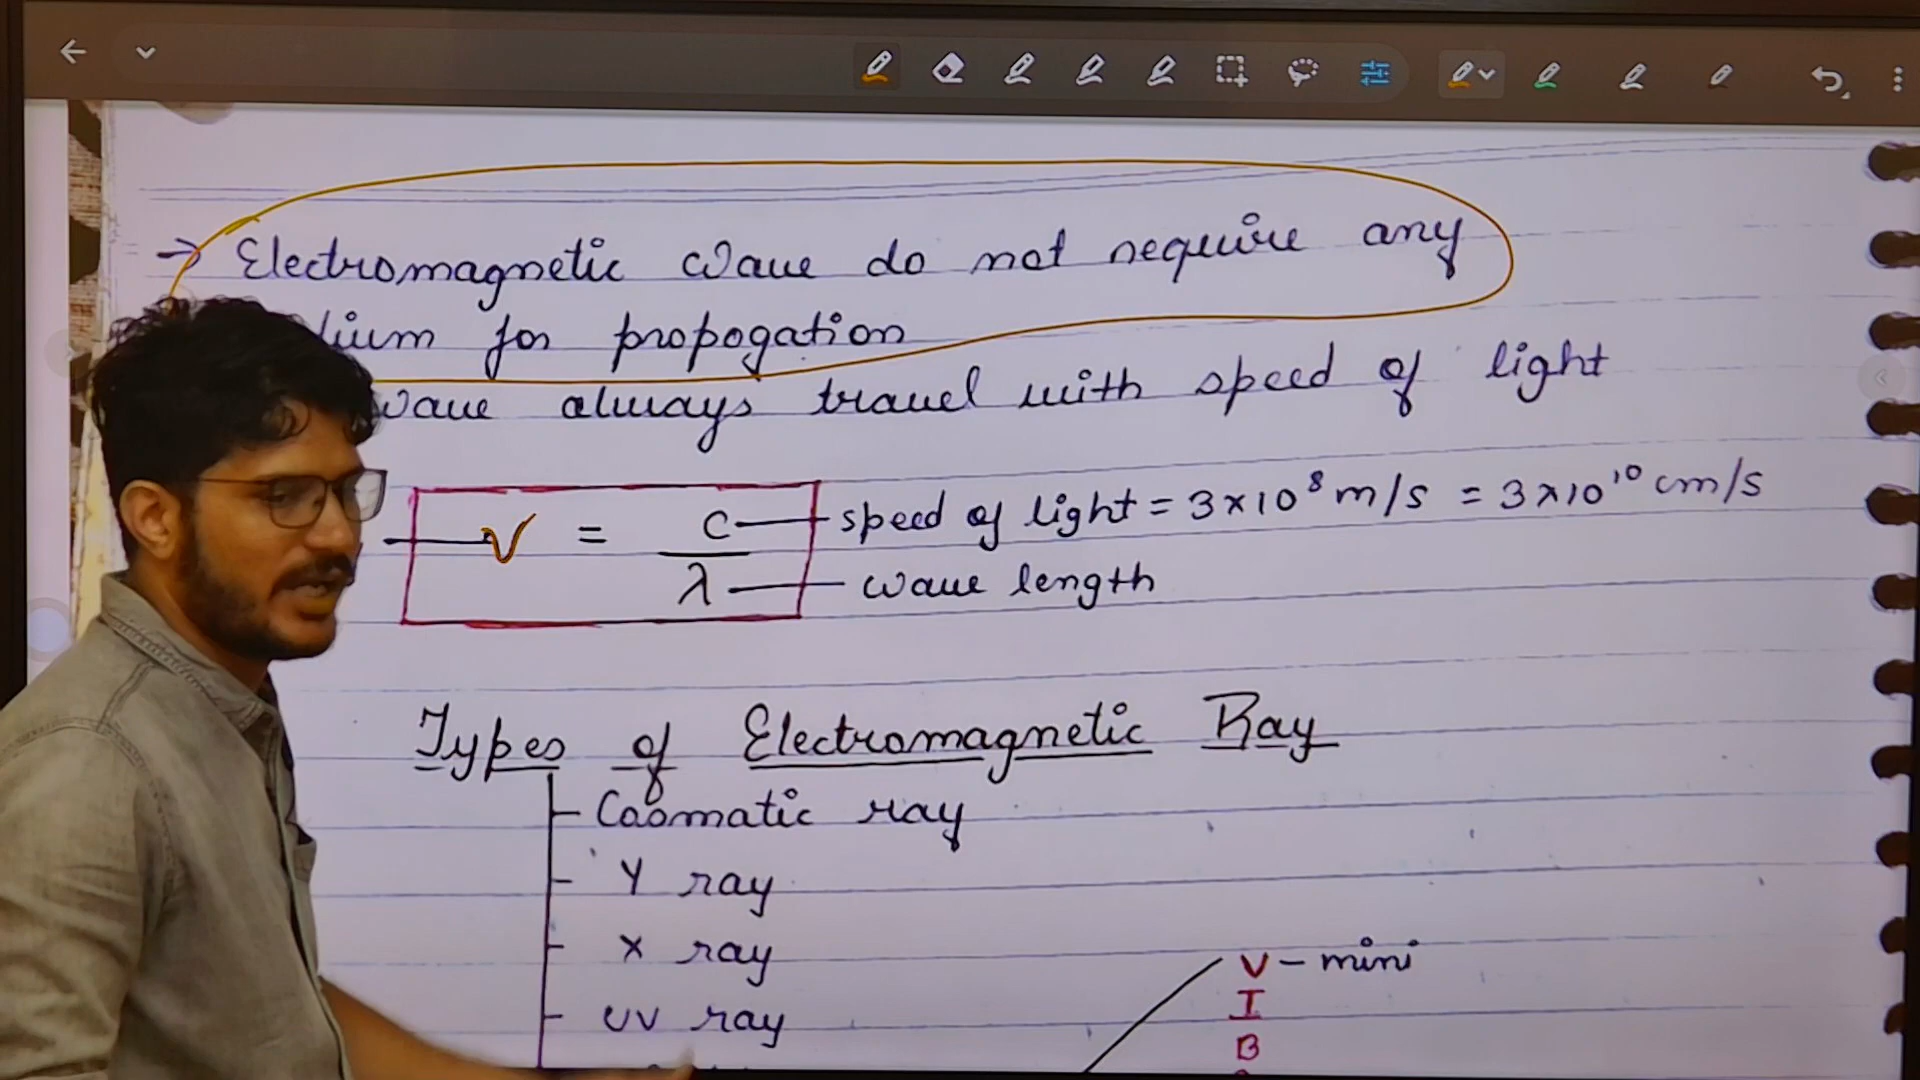 → Electromagnetic wave do not require any
for propogation
wave always travel with speed of light
ν = c/λ
speed of light = 3×10⁸ m/s = 3×10¹⁰ cm/s
wave length
Types of Electromagnetic Ray
Cosmatic ray
γ ray
X ray
UV ray
V – mini
I
B